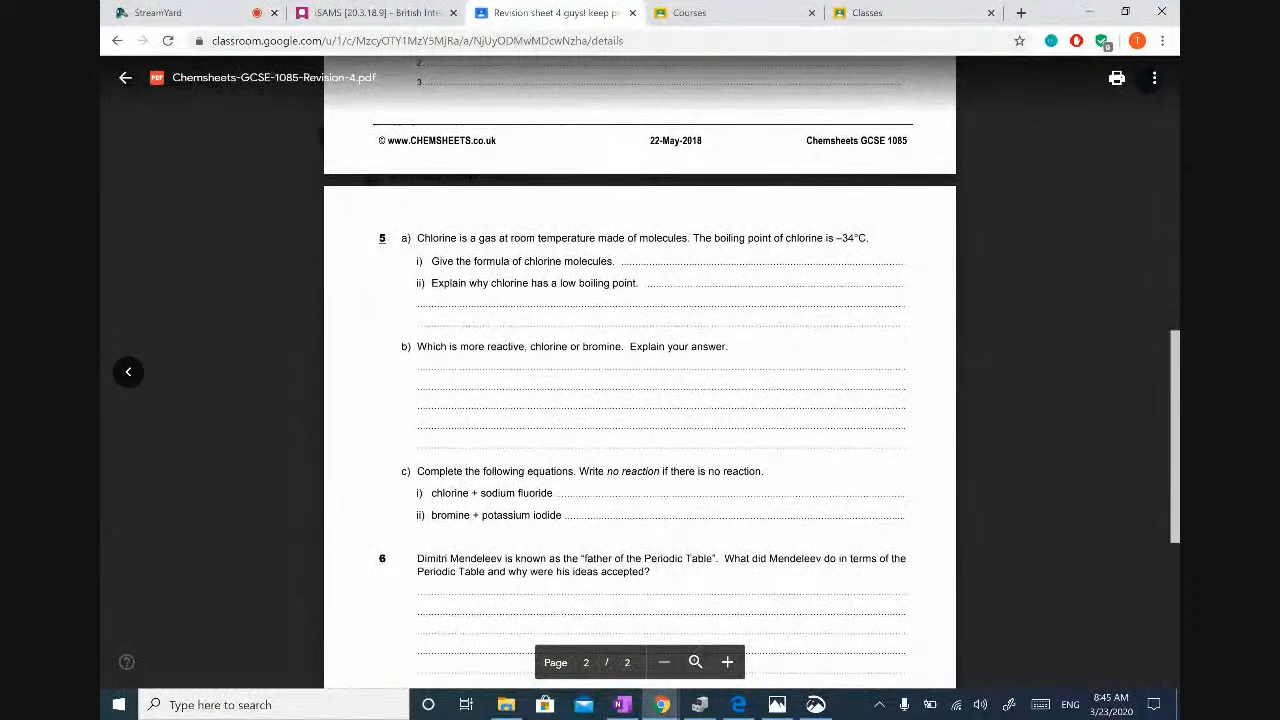 StreamYard
iSAMS [20.3.18.9] - British Inte
Revision sheet 4 guys! keep pr
Courses
Classes
classroom.google.com/u/1/c/MzcyOTY1MzY5MjRa/a/NjUyODMwMDcwNzha/details
T
PDF
Chemsheets-GCSE-1085-Revision-4.pdf
2.
3.
© www.CHEMSHEETS.co.uk 22-May-2018 Chemsheets GCSE 1085
5 a) Chlorine is a gas at room temperature made of molecules. The boiling point of chlorine is –34°C.
i) Give the formula of chlorine molecules.
ii) Explain why chlorine has a low boiling point.
b) Which is more reactive, chlorine or bromine. Explain your answer.
c) Complete the following equations. Write no reaction if there is no reaction.
i) chlorine + sodium fluoride
ii) bromine + potassium iodide
6 Dimitri Mendeleev is known as the “father of the Periodic Table”. What did Mendeleev do in terms of the
Periodic Table and why were his ideas accepted?
Page 2 / 2
Type here to search
ENG
8:45 AM
3/23/2020